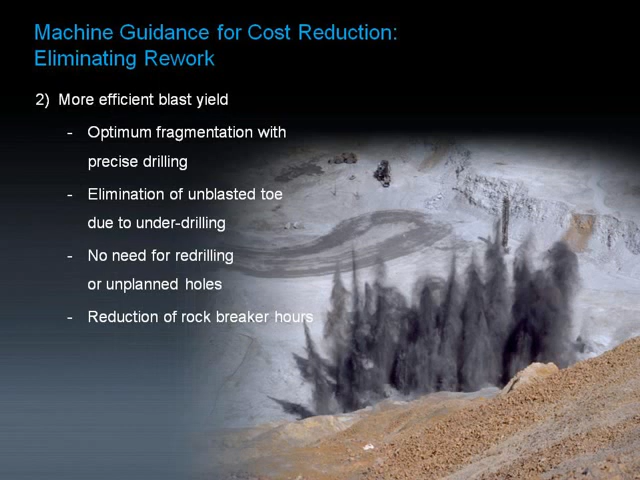 Machine Guidance for Cost Reduction:
Eliminating Rework
2) More efficient blast yield
- Optimum fragmentation with
precise drilling
- Elimination of unblasted toe
due to under-drilling
- No need for redrilling
or unplanned holes
- Reduction of rock breaker hours